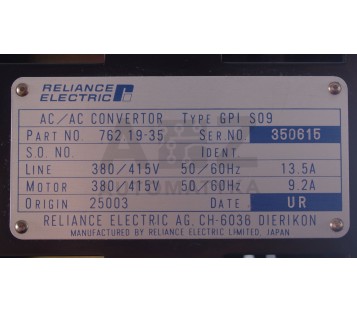 RELIANCE
ELECTRIC
AC/AC CONVERTOR TYPE GPI S09
PART NO 762 19-35 SER NO. 350615
S.O. NO. IDENT.
LINE 380/415V 50/60Hz 13.5A
MOTOR 380/415V 50/60Hz 9.2A
ORIGIN 25003 DATE UR
RELIANCE ELECTRIC AG, CH-6036 DIERIKON
MANUFACTURED BY RELIANCE ELECTRIC LIMITED, JAPAN